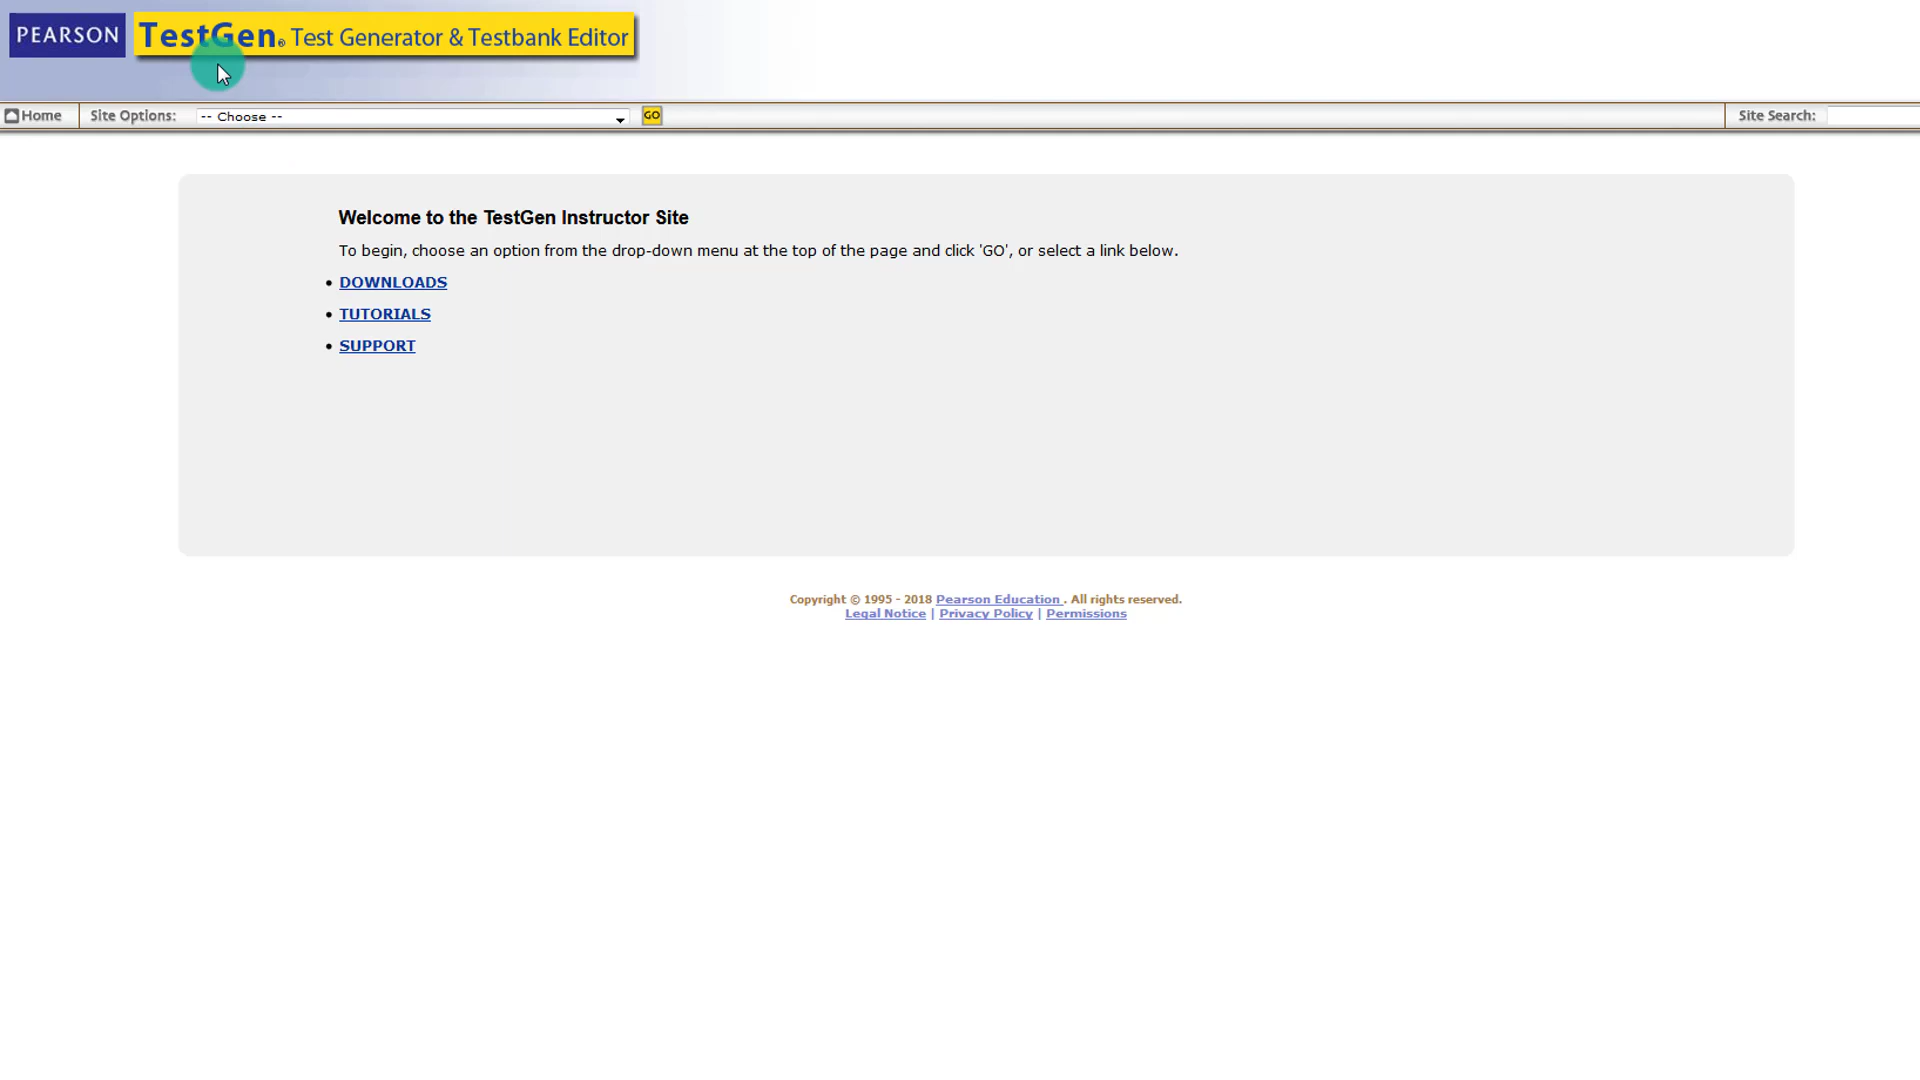 PEARSON TestGen® Test Generator & Testbank Editor
Home Site Options: -- Choose -- GO Site Search:
Welcome to the TestGen Instructor Site
To begin, choose an option from the drop-down menu at the top of the page and click 'GO', or select a link below.
• DOWNLOADS
• TUTORIALS
• SUPPORT
Copyright © 1995 - 2018 Pearson Education . All rights reserved.
Legal Notice | Privacy Policy | Permissions